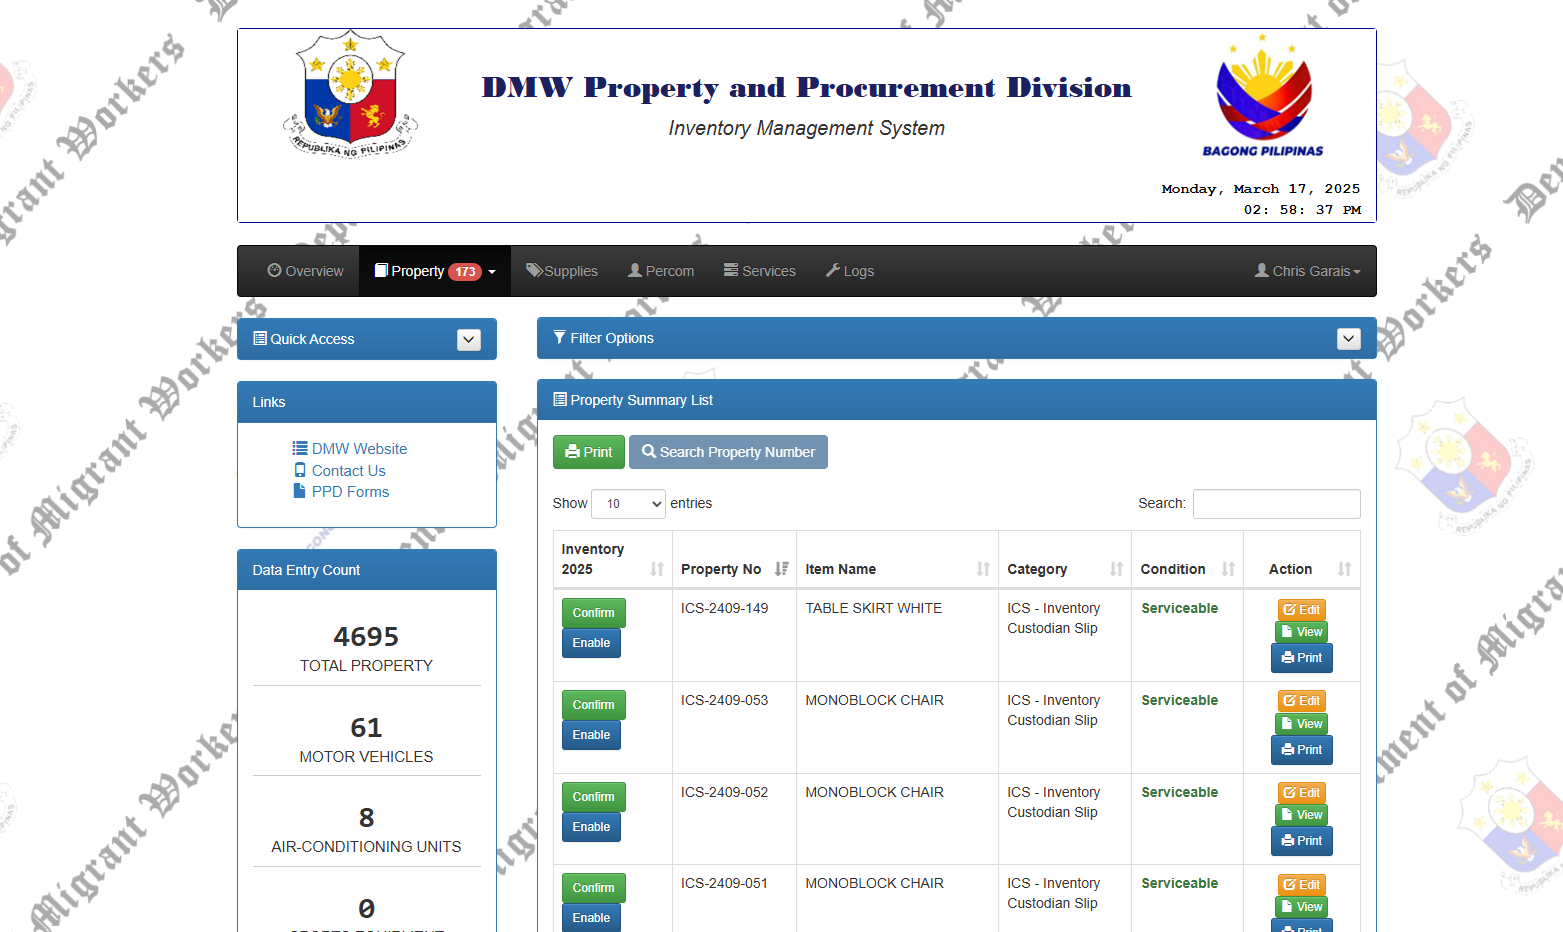 REPUBLIKA NG PILIPINAS
DMW Property and Procurement Division
Inventory Management System
BAGONG PILIPINAS
Monday, March 17, 2025
02: 58: 37 PM
Overview
Property 173
Supplies
Percom
Services
Logs
Chris Garais
Quick Access
Filter Options
Links
DMW Website
Contact Us
PPD Forms
Data Entry Count
4695
TOTAL PROPERTY
61
MOTOR VEHICLES
8
AIR-CONDITIONING UNITS
0
Property Summary List
Print
Search Property Number
Show 10 entries
Search:
Inventory 2025
Property No
Item Name
Category
Condition
Action
Confirm
Enable
ICS-2409-149
TABLE SKIRT WHITE
ICS - Inventory
Custodian Slip
Serviceable
Edit
View
Print
Confirm
Enable
ICS-2409-053
MONOBLOCK CHAIR
ICS - Inventory
Custodian Slip
Serviceable
Edit
View
Print
Confirm
Enable
ICS-2409-052
MONOBLOCK CHAIR
ICS - Inventory
Custodian Slip
Serviceable
Edit
View
Print
Confirm
Enable
ICS-2409-051
MONOBLOCK CHAIR
ICS - Inventory
Custodian Slip
Serviceable
Edit
View
Print
of Migrant Workers